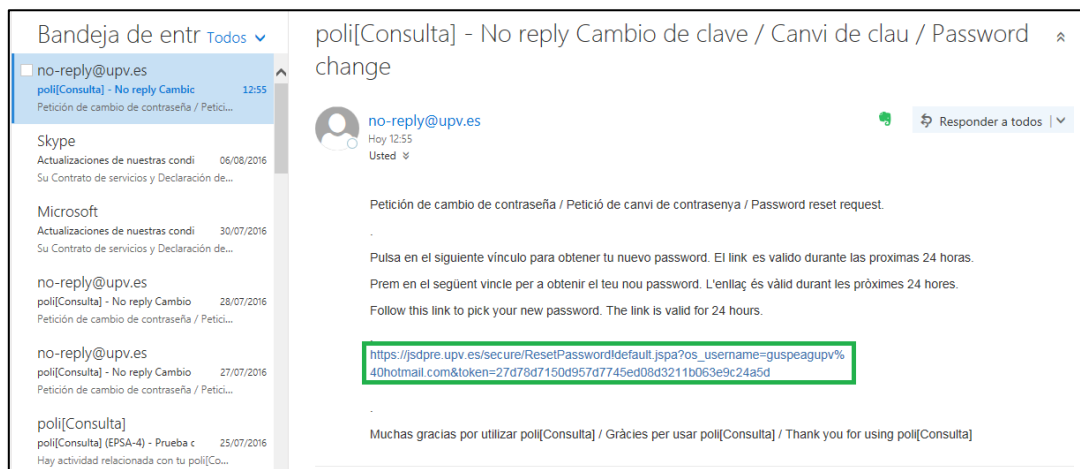 Bandeja de entr Todos
no-reply@upv.es
poli[Consulta] - No reply Cambic 12:55
Petición de cambio de contraseña / Petici...
Skype
Actualizaciones de nuestras condi 06/08/2016
Su Contrato de servicios y Declaración de...
Microsoft
Actualizaciones de nuestras condi 30/07/2016
Su Contrato de servicios y Declaración de...
no-reply@upv.es
poli[Consulta] - No reply Cambio 28/07/2016
Petición de cambio de contraseña / Petici...
no-reply@upv.es
poli[Consulta] - No reply Cambio 27/07/2016
Petición de cambio de contraseña / Petici...
poli[Consulta]
poli[Consulta] (EPSA-4) - Prueba c 25/07/2016
Hay actividad relacionada con tu poli[Co...
poli[Consulta] - No reply Cambio de clave / Canvi de clau / Password
change
no-reply@upv.es
Hoy 12:55
Usted
Responder a todos
Petición de cambio de contraseña / Petició de canvi de contrasenya / Password reset request.
.
Pulsa en el siguiente vínculo para obtener tu nuevo password. El link es valido durante las proximas 24 horas.
Prem en el següent vincle per a obtenir el teu nou password. L'enllaç és vàlid durant les pròximes 24 hores.
Follow this link to pick your new password. The link is valid for 24 hours.
.
https://jsdpre.upv.es/secure/ResetPasswordIdefault.jspa?os_username=guspeagupv%
40hotmail.com&token=27d78d7150d957d7745ed08d3211b063e9c24a5d
.
Muchas gracias por utilizar poli[Consulta] / Gràcies per usar poli[Consulta] / Thank you for using poli[Consulta]